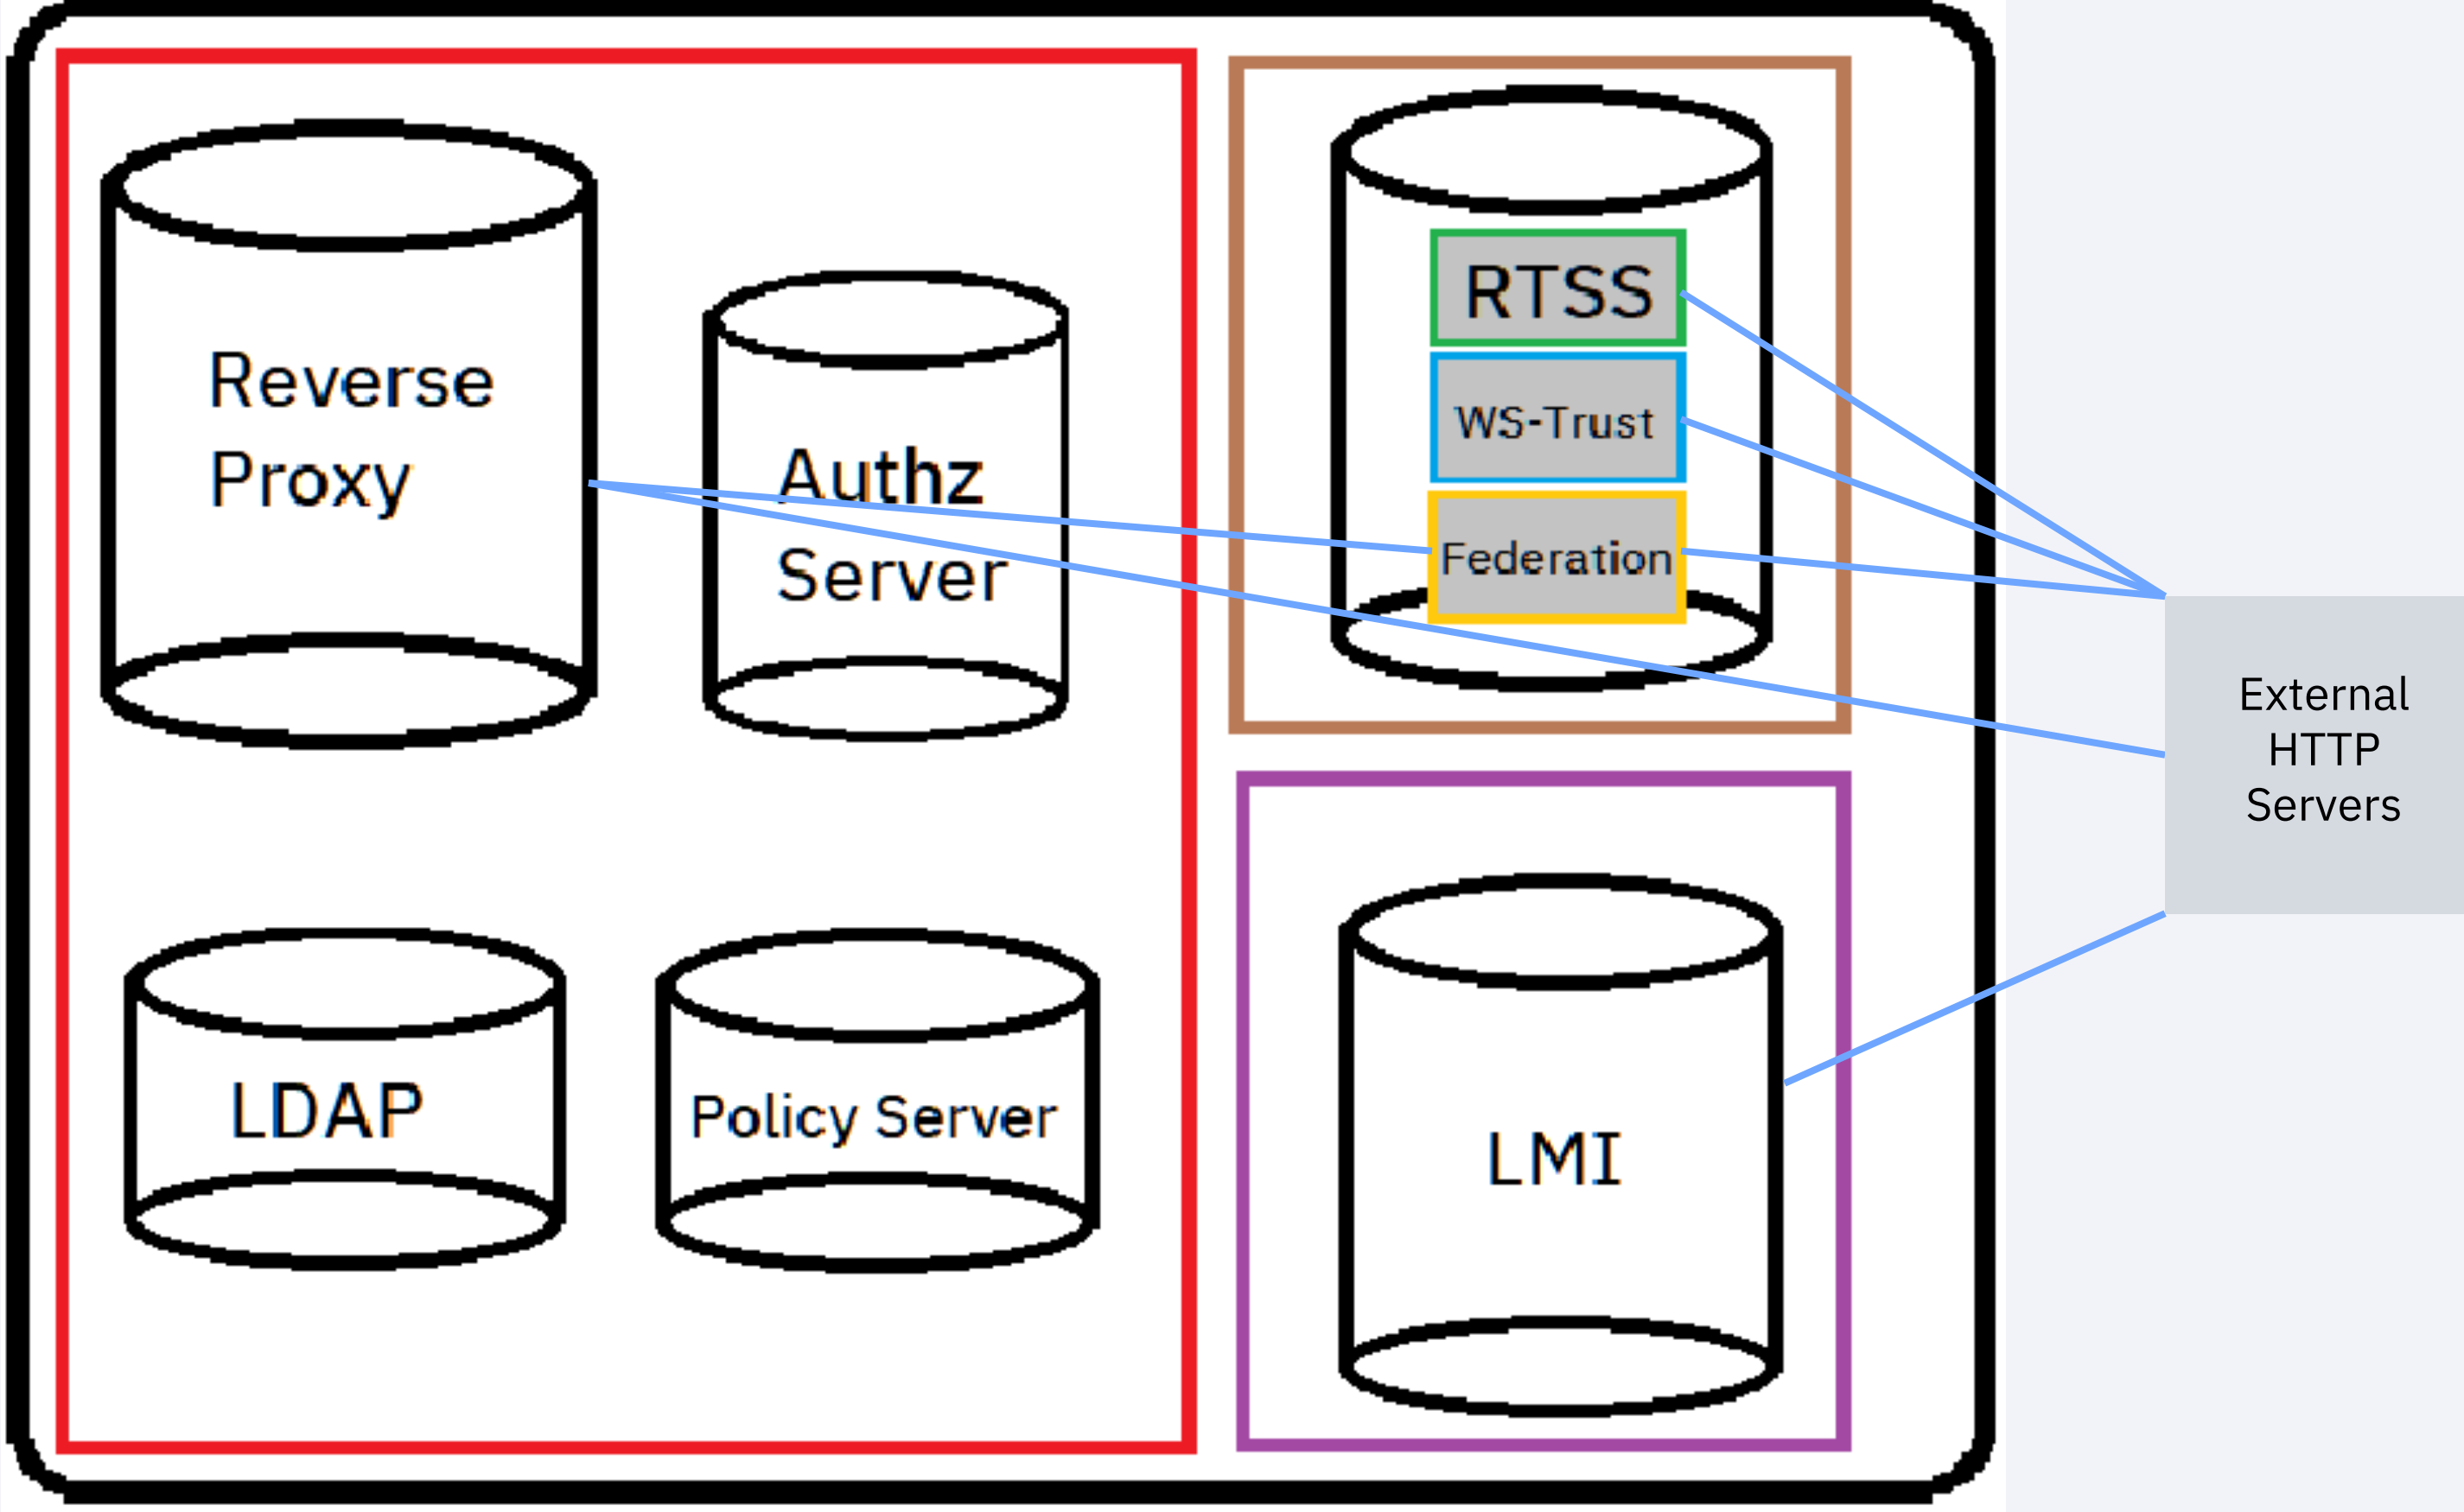 Reverse
Proxy
Authz
Server
LDAP
Policy Server
RTSS
WS-Trust
Federation
LMI
External
HTTP
Servers